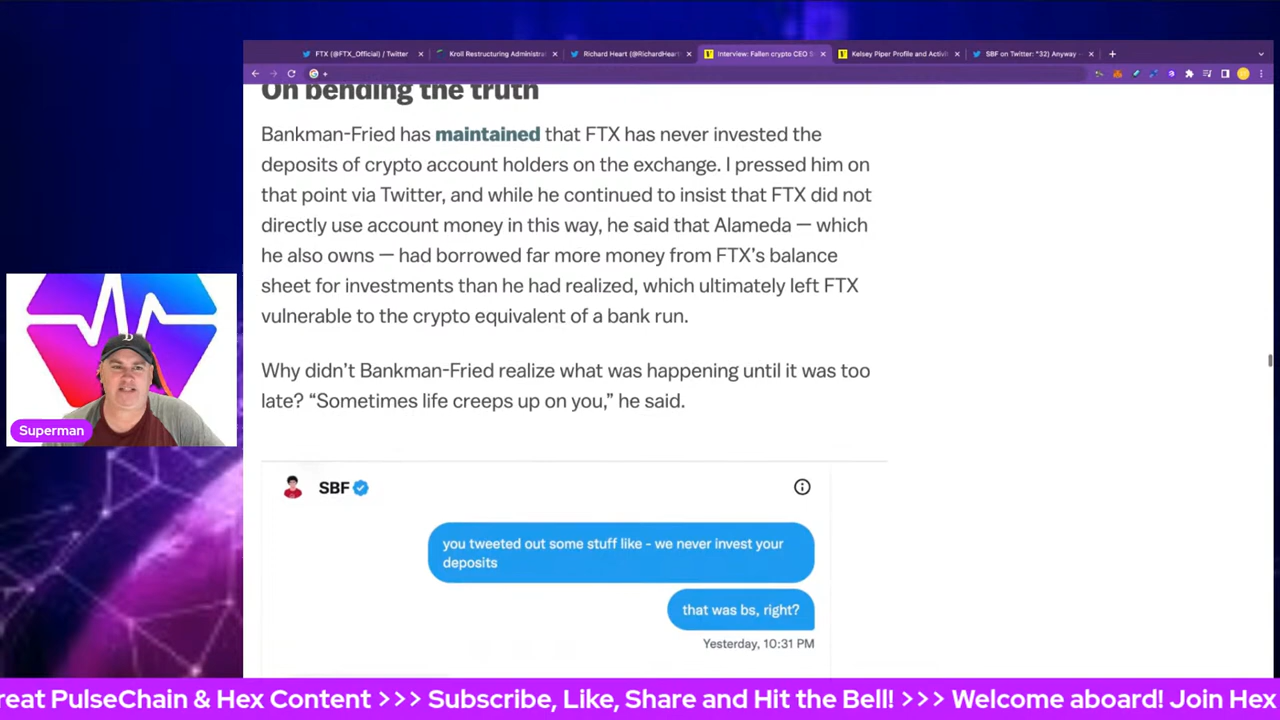 FTX (@FTX_Official) / Twitter
Kroll Restructuring Administrat
Richard Heart (@RichardHeart
Interview: Fallen crypto CEO S
Kelsey Piper Profile and Activi
SBF on Twitter: "32) Anyway
On bending the truth
Bankman-Fried has maintained that FTX has never invested the
deposits of crypto account holders on the exchange. I pressed him on
that point via Twitter, and while he continued to insist that FTX did not
directly use account money in this way, he said that Alameda — which
he also owns — had borrowed far more money from FTX's balance
sheet for investments than he had realized, which ultimately left FTX
vulnerable to the crypto equivalent of a bank run.
Why didn't Bankman-Fried realize what was happening until it was too
late? “Sometimes life creeps up on you,” he said.
SBF
you tweeted out some stuff like - we never invest your
deposits
that was bs, right?
Yesterday, 10:31 PM
Superman
reat PulseChain & Hex Content >>> Subscribe, Like, Share and Hit the Bell! >>> Welcome aboard! Join Hex